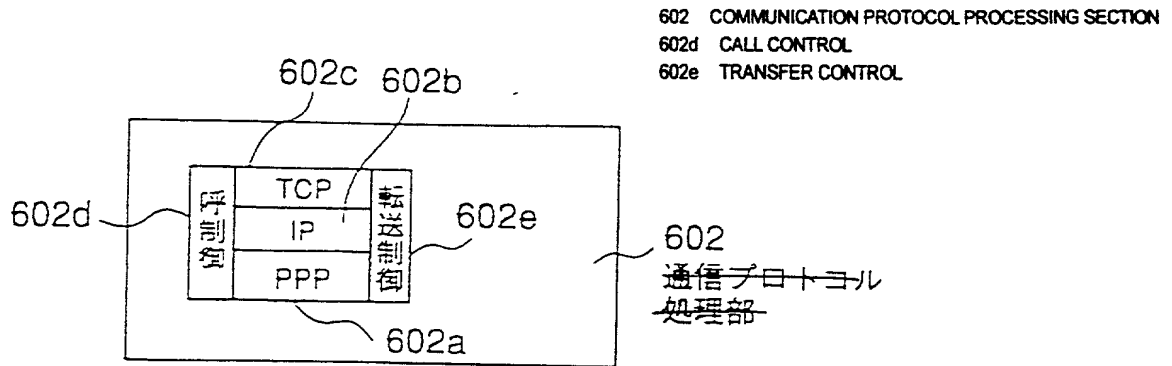 602 COMMUNICATION PROTOCOL PROCESSING SECTION
602d CALL CONTROL
602e TRANSFER CONTROL
602c
602b
602d
呼制御
TCP
IP
PPP
転送制御
602e
602
通信プロトコル
処理部
602a